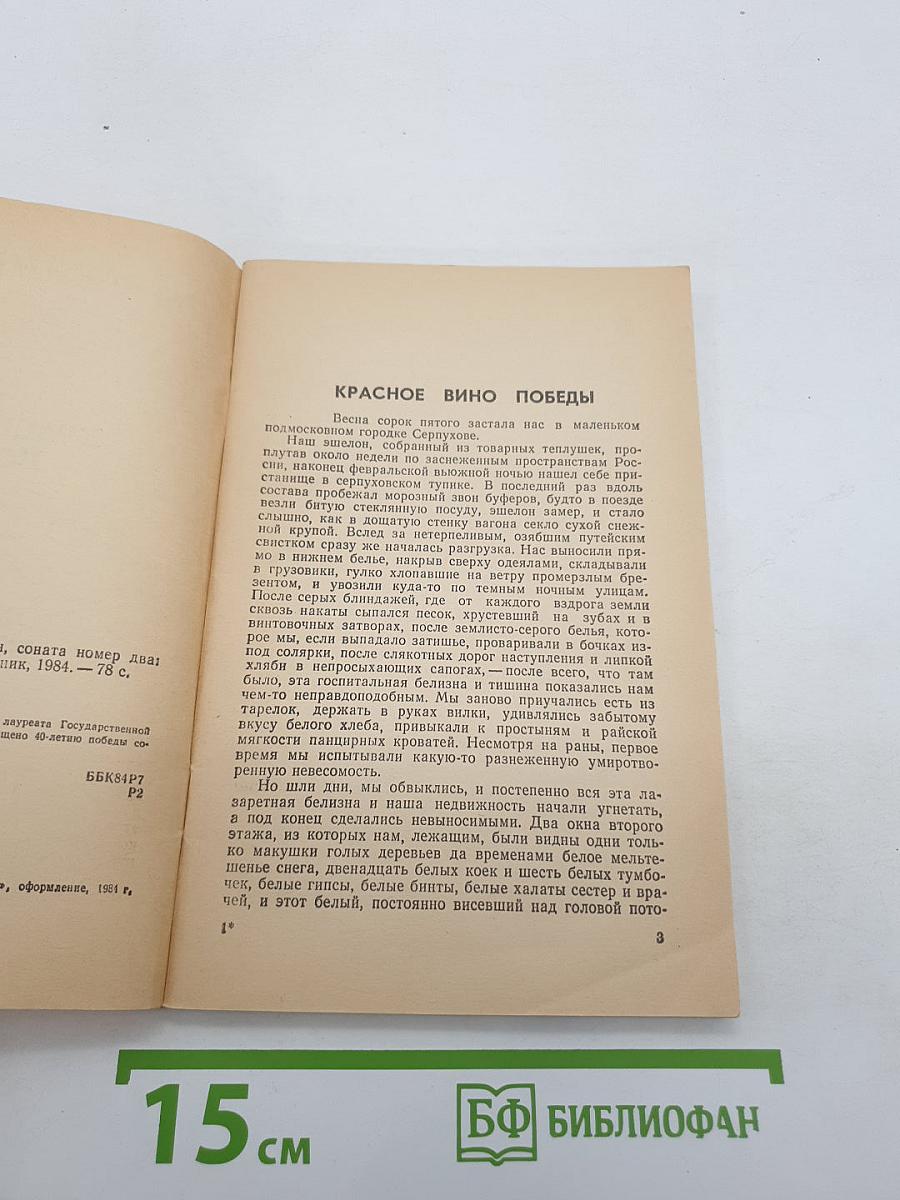 , соната номер два:
ник, 1984. — 78 с.
лауреата Государственной
щено 40-летию победы со-
ББК84Р7
Р2
оформление, 1984 г.
КРАСНОЕ ВИНО ПОБЕДЫ
Весна сорок пятого застала нас в маленьком
подмосковном городке Серпухове.
Наш эшелон, собранный из товарных теплушек, про-
плутав около недели по заснеженным пространствам Рос-
сии, наконец февральской вьюжной ночью нашел себе при-
станище в серпуховском тупике. В последний раз вдоль
состава пробежал морозный звон буферов, будто в поезде
везли битую стеклянную посуду, эшелон замер, и стало
слышно, как в дощатую стенку вагона секло сухой снеж-
ной крупой. Вслед за нетерпеливым, озябшим путейским
свистком сразу же началась разгрузка. Нас выносили пря-
мо в нижнем белье, накрыв сверху одеялами, складывали
в грузовики, гулко хлопавшие на ветру промерзлым бре-
зентом, и увозили куда-то по темным ночным улицам.
После серых блиндажей, где от каждого вздрога земли
сквозь накаты сыпался песок, хрустевший на зубах и в
винтовочных затворах, после землисто-серого белья, кото-
рое мы, если выпадало затишье, проваривали в бочках из-
под солярки, после слякотных дорог наступления и липкой
хляби в непросыхающих сапогах, — после всего, что там
было, эта госпитальная белизна и тишина показались нам
чем-то неправдоподобным. Мы заново приучались есть из
тарелок, держать в руках вилки, удивлялись забытому
вкусу белого хлеба, привыкали к простыням и райской
мягкости панцирных кроватей. Несмотря на раны, первое
время мы испытывали какую-то разнеженную умиротво-
ренную невесомость.
Но шли дни, мы обвыклись, и постепенно вся эта ла-
заретная белизна и наша недвижность начали угнетать,
а под конец сделались невыносимыми. Два окна второго
этажа, из которых нам, лежащим, были видны одни толь-
ко макушки голых деревьев да временами белое мельте-
шенье снега, двенадцать белых коек и шесть белых тумбо-
чек, белые гипсы, белые бинты, белые халаты сестер и вра-
чей, и этот белый, постоянно висевший над головой пото-
1*
3
15 см
БФ БИБЛИОФАН